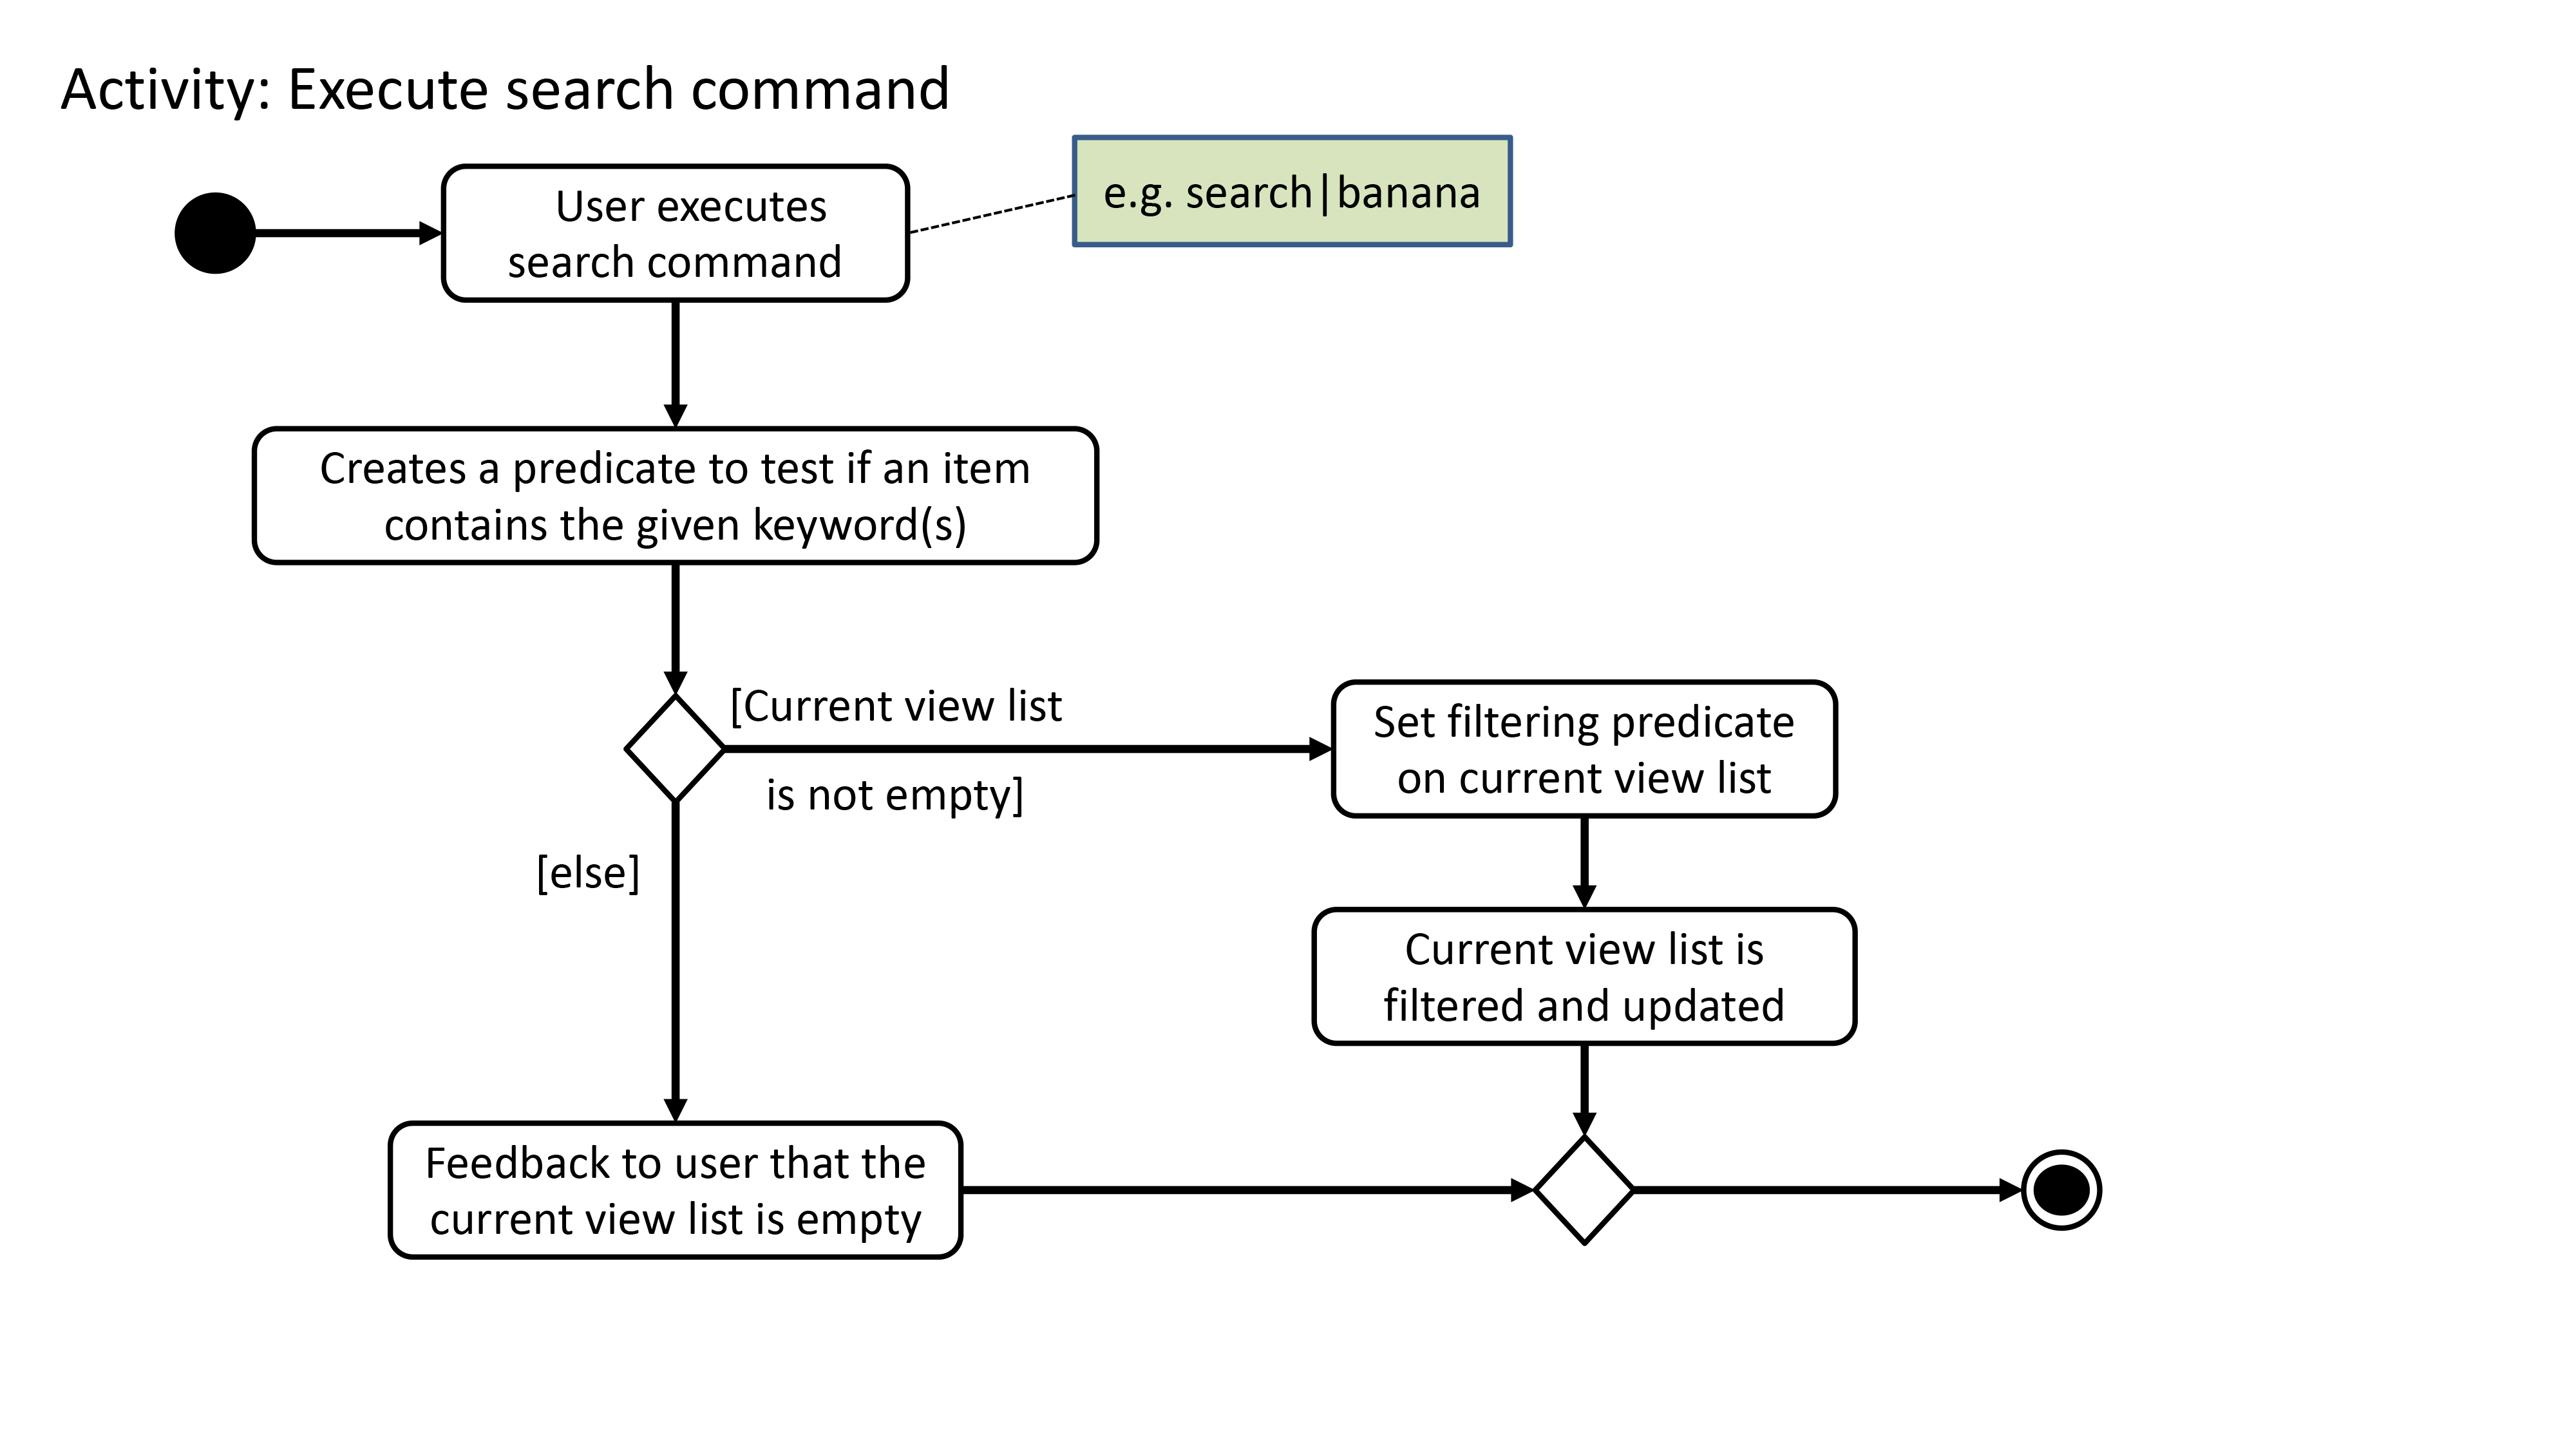 Activity: Execute search command
User executes
search command
e.g. search|banana
Creates a predicate to test if an item
contains the given keyword(s)
[Current view list
is not empty]
Set filtering predicate
on current view list
[else]
Current view list is
filtered and updated
Feedback to user that the
current view list is empty